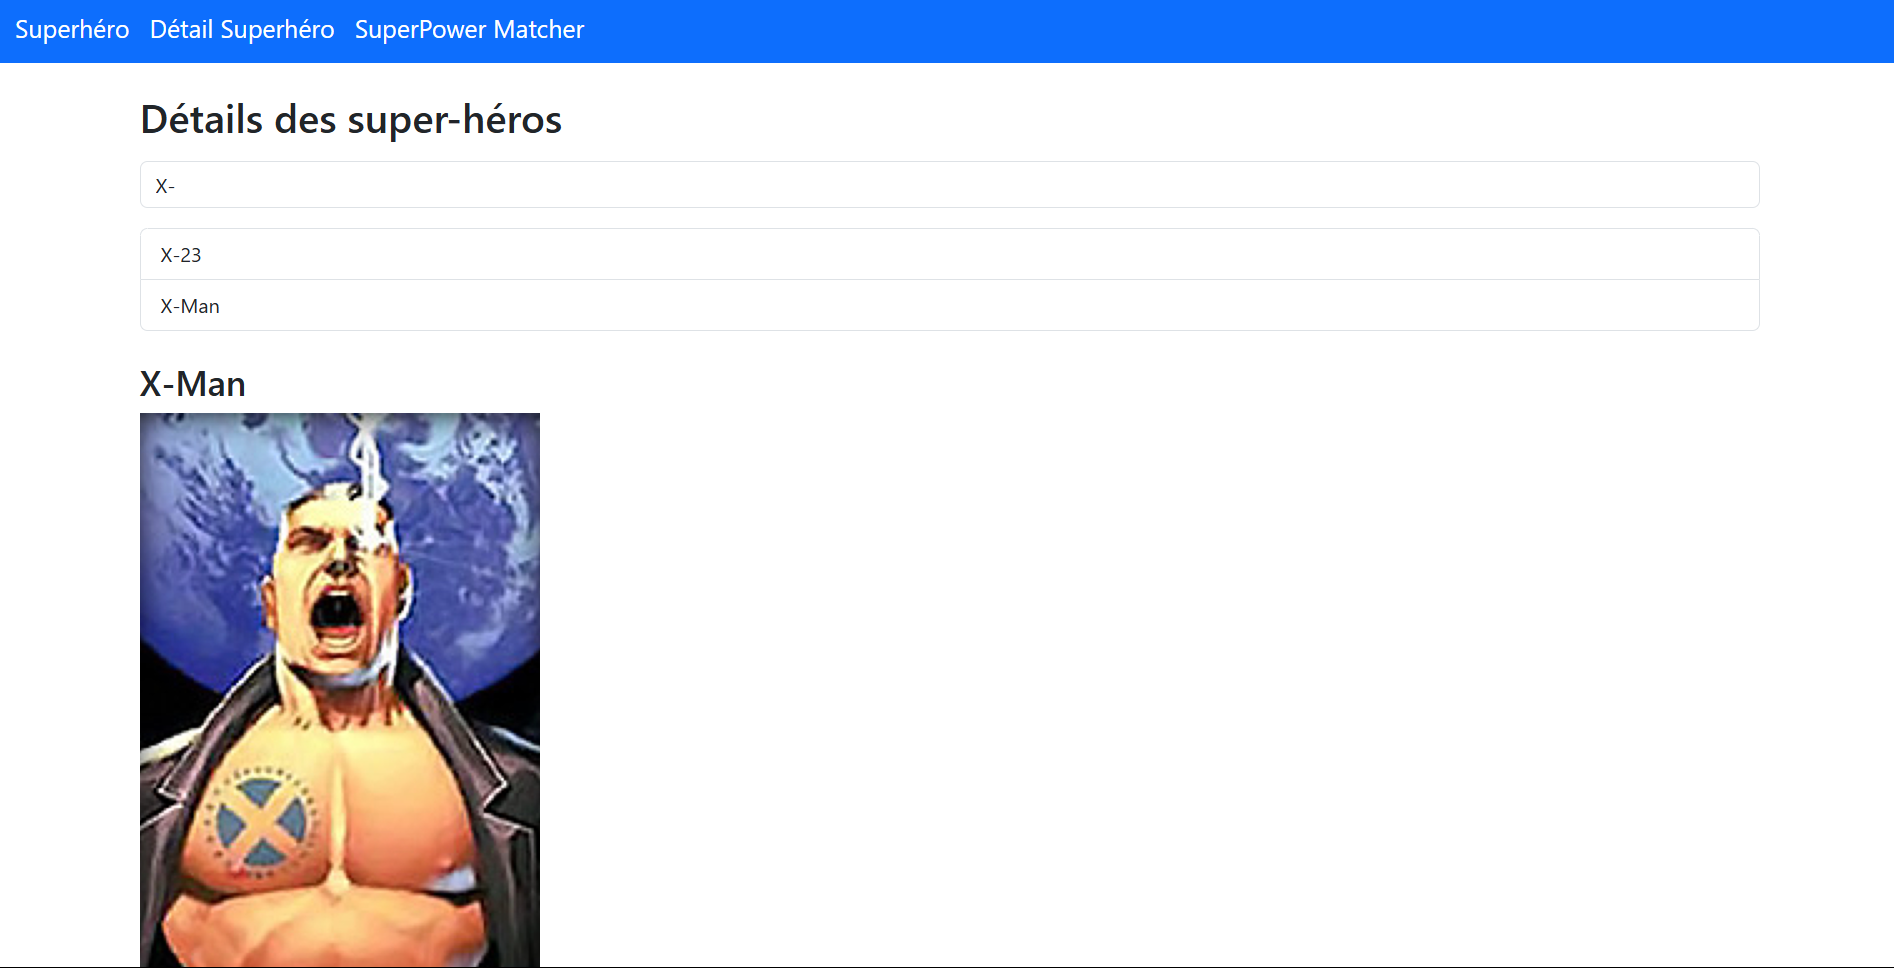 Superhéro Détail Superhéro SuperPower Matcher
Détails des super-héros
X-
X-23
X-Man
X-Man